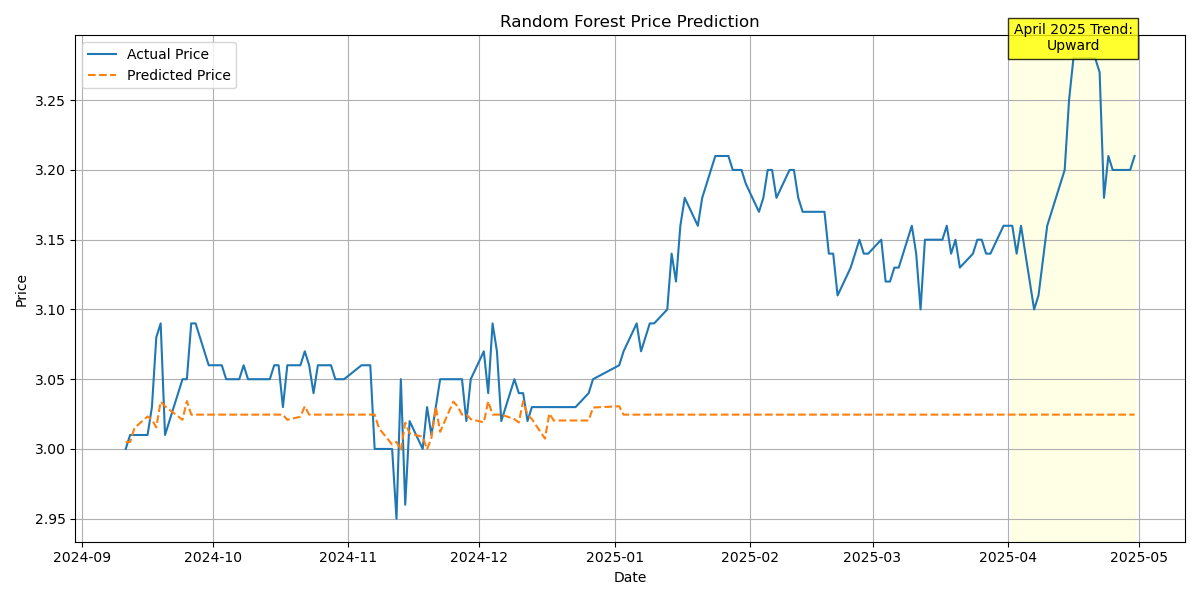 Random Forest Price Prediction
April 2025 Trend:
Upward
Actual Price
Predicted Price
Price
3.25
3.20
3.15
3.10
3.05
3.00
2.95
2024-09
2024-10
2024-11
2024-12
2025-01
2025-02
2025-03
2025-04
2025-05
Date